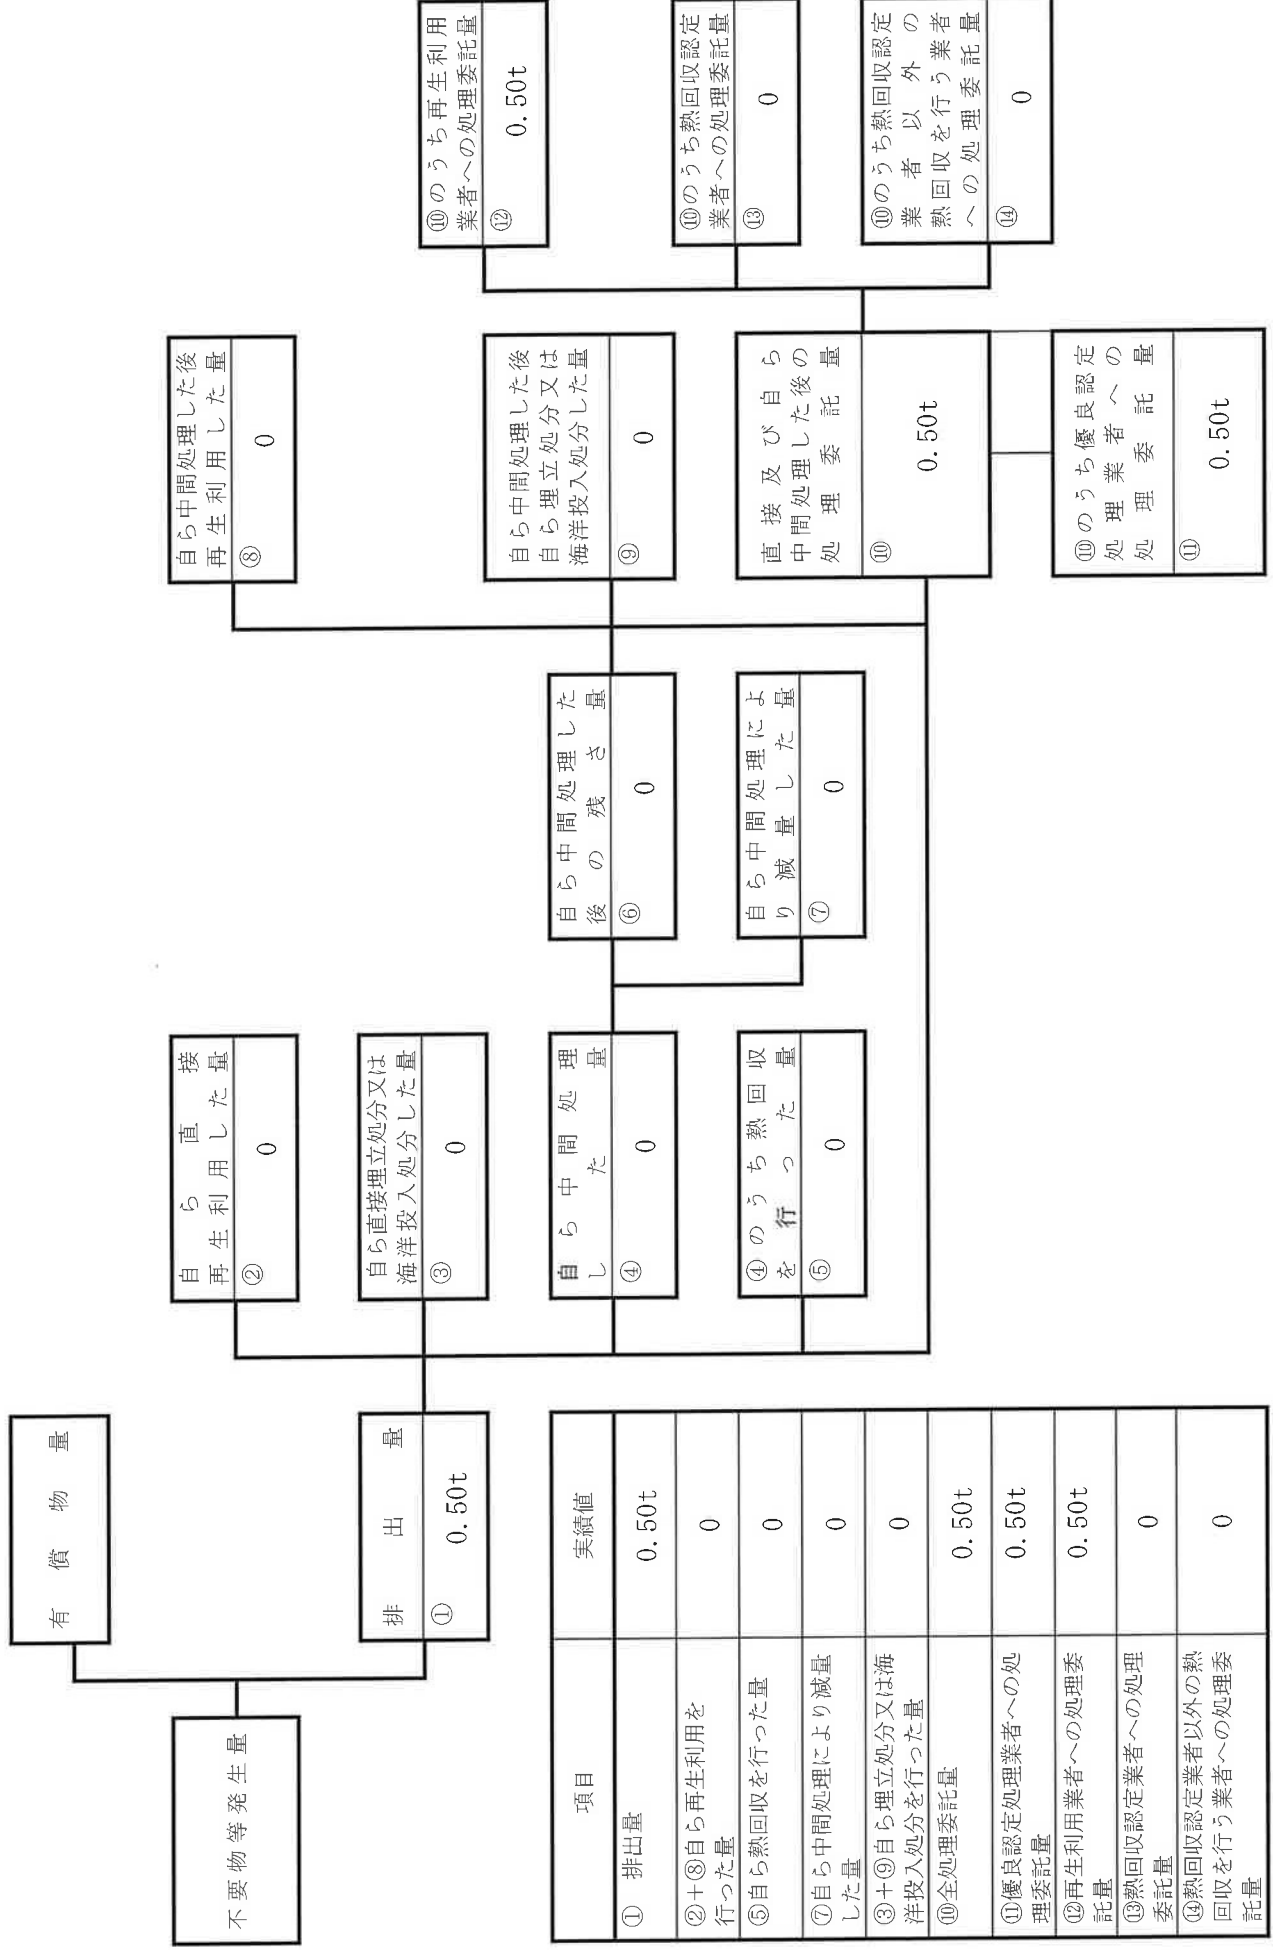 不要物等発生量
有償物量
排出量
① 0.50t
自ら直接
再生利用した量
② 0
自ら直接埋立処分又は
海洋投入処分した量
③ 0
自ら中間処理
した量
④ 0
④のうち熱回収
を行った量
⑤ 0
自ら中間処理した
後の残さ量
⑥ 0
自ら中間処理によ
り減量した量
⑦ 0
自ら中間処理した後
再生利用した量
⑧ 0
自ら中間処理した後
自ら埋立処分又は
海洋投入処分した量
⑨ 0
直接及び自ら
中間処理した後の
処理委託量
⑩ 0.50t
⑩のうち優良認定
処理業者への
処理委託量
⑪ 0.50t
⑩のうち再生利用
業者への処理委託量
⑫ 0.50t
⑩のうち熱回収認定
業者への処理委託量
⑬ 0
⑩のうち熱回収認定
業者以外の
熱回収を行う業者
への処理委託量
⑭ 0
項目 実績値
① 排出量 0.50t
②+⑧自ら再生利用を
行った量 0
⑤自ら熱回収を行った量 0
⑦自ら中間処理により減量
した量 0
③+⑨自ら埋立処分又は海
洋投入処分を行った量 0
⑩全処理委託量 0.50t
⑪優良認定処理業者への処
理委託量 0.50t
⑫再生利用業者への処理委
託量 0.50t
⑬熱回収認定業者への処理
委託量 0
⑭熱回収認定業者以外の熱
回収を行う業者への処理委
託量 0